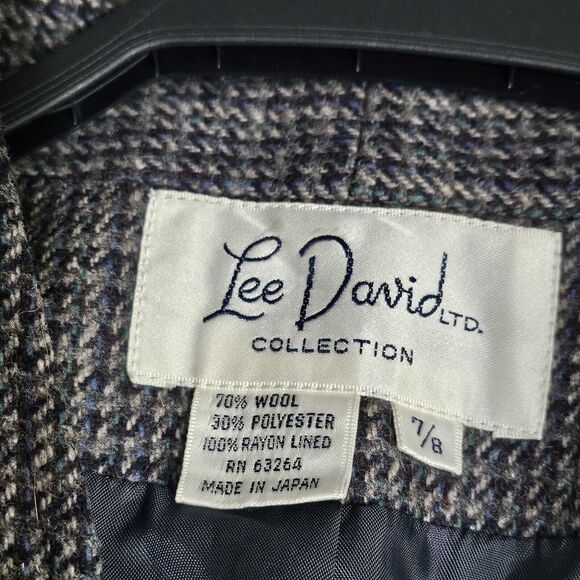 Lee David LTD.
COLLECTION
70% WOOL
30% POLYESTER
100% RAYON LINED
RN 63264
MADE IN JAPAN
7/8